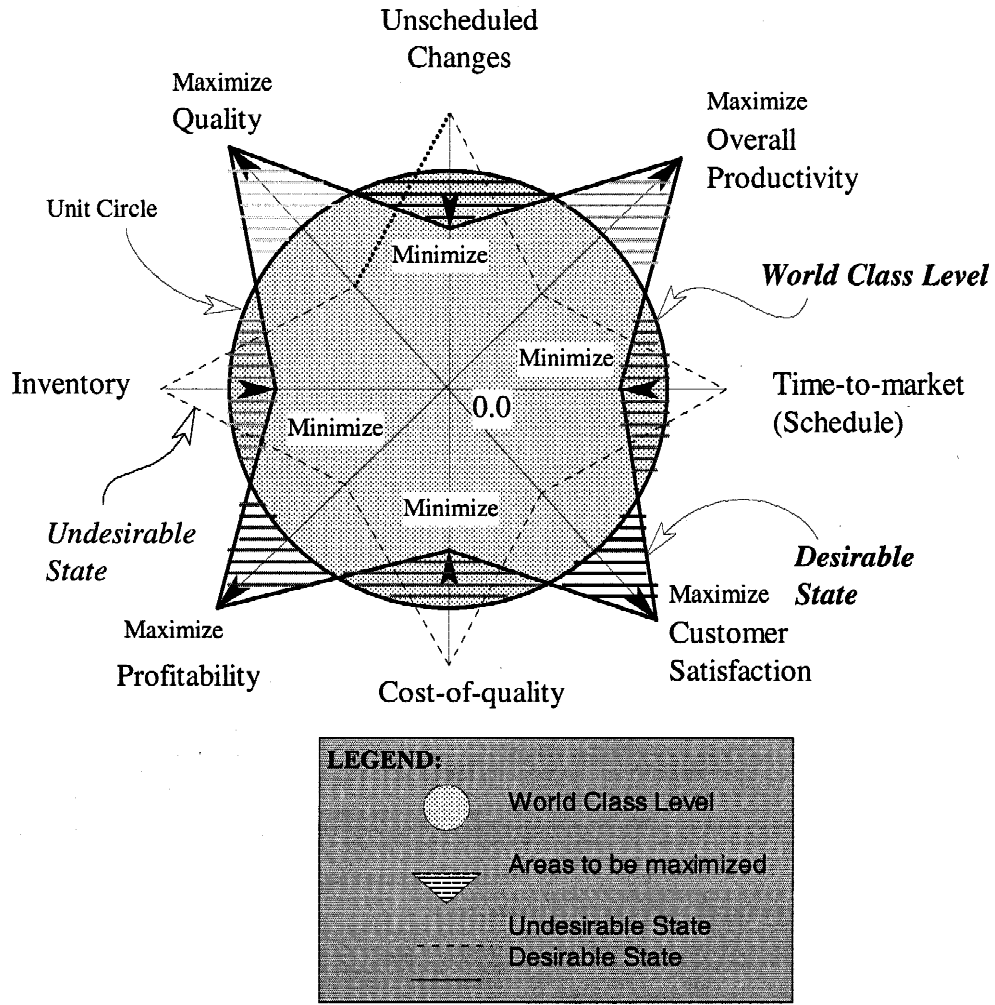 Unscheduled
Changes
Maximize
Quality
Maximize
Overall
Productivity
Unit Circle
Minimize
World Class Level
Minimize
Inventory
0.0
Time-to-market
(Schedule)
Minimize
Minimize
Undesirable
State
Desirable
State
Maximize
Profitability
Maximize
Customer
Satisfaction
Cost-of-quality
LEGEND:
World Class Level
Areas to be maximized
Undesirable State
Desirable State